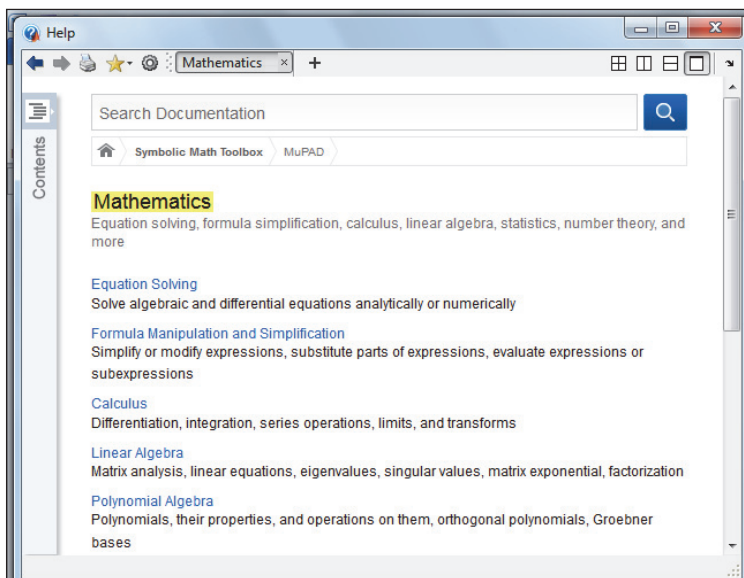 Help
Mathematics
Search Documentation
Symbolic Math Toolbox MuPAD
Contents
Mathematics
Equation solving, formula simplification, calculus, linear algebra, statistics, number theory, and
more
Equation Solving
Solve algebraic and differential equations analytically or numerically
Formula Manipulation and Simplification
Simplify or modify expressions, substitute parts of expressions, evaluate expressions or
subexpressions
Calculus
Differentiation, integration, series operations, limits, and transforms
Linear Algebra
Matrix analysis, linear equations, eigenvalues, singular values, matrix exponential, factorization
Polynomial Algebra
Polynomials, their properties, and operations on them, orthogonal polynomials, Groebner
bases